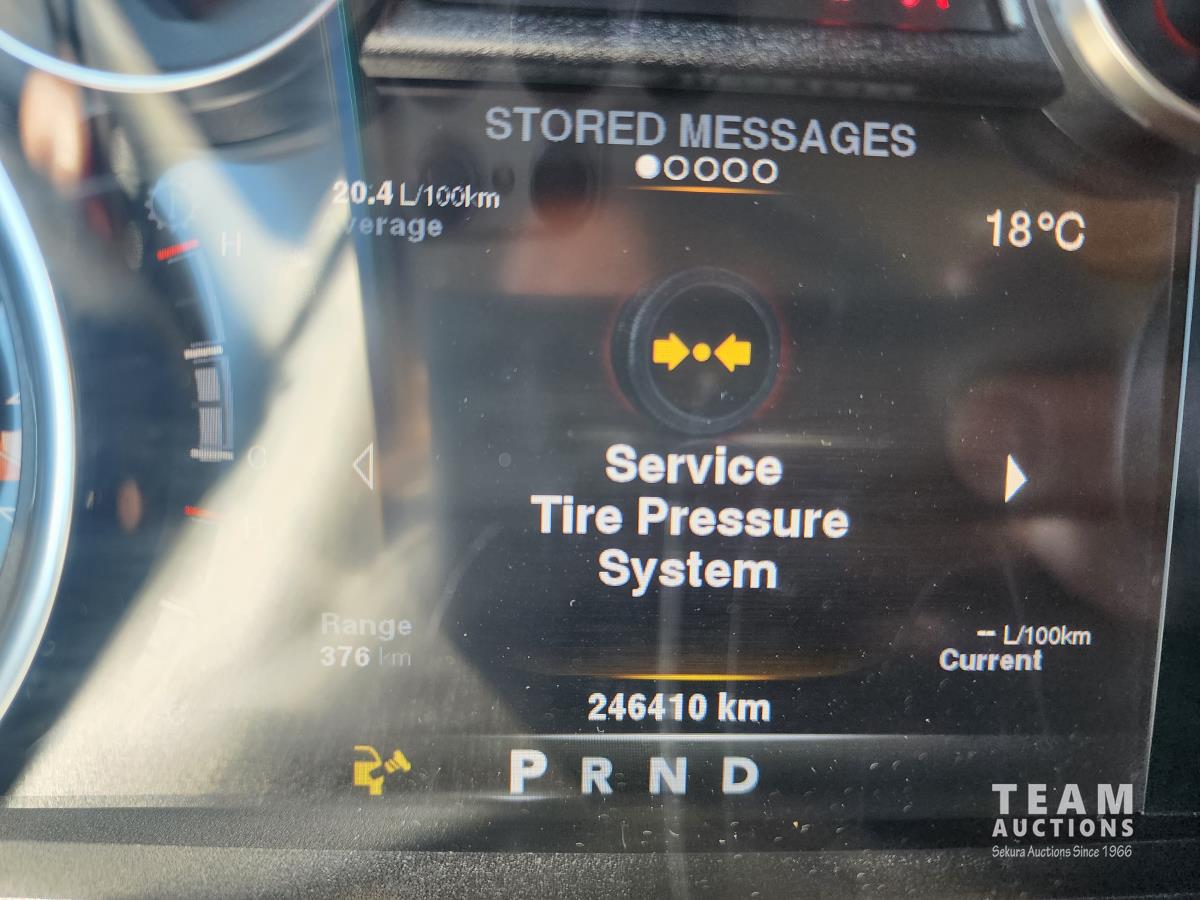 STORED MESSAGES
20.4 L/100km
verage
18°C
H
C
H
Service
Tire Pressure
System
Range
376 km
-- L/100km
Current
246410 km
P R N D
TEAM
AUCTIONS
Sekura Auctions Since 1966